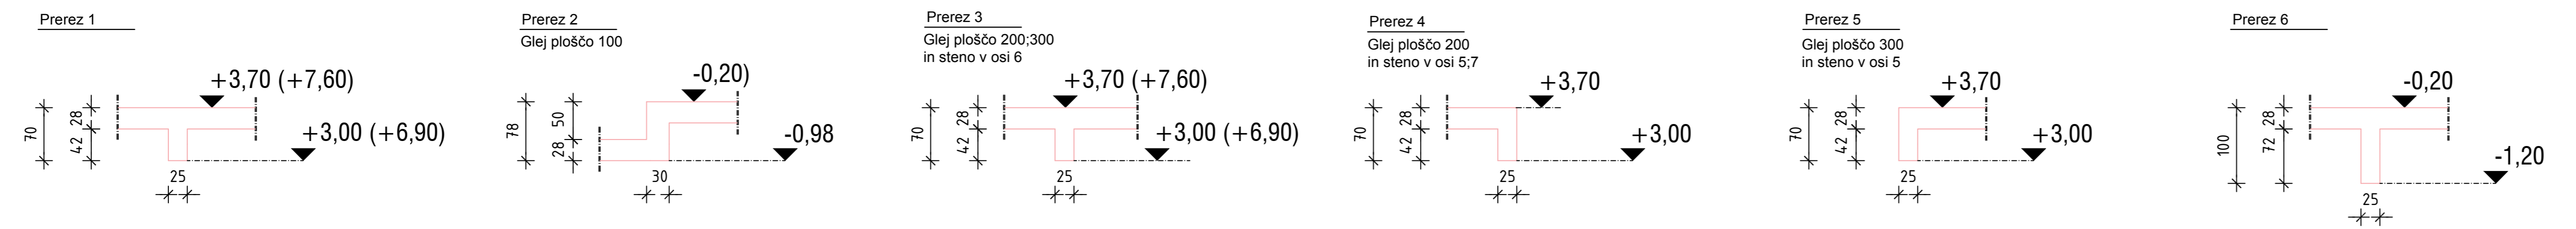 Prerez 1
+3,70 (+7,60)
28
70
42
+3,00 (+6,90)
25
Prerez 2
Glej ploščo 100
-0,20)
50
78
28
-0,98
30
Prerez 3
Glej ploščo 200;300
in steno v osi 6
+3,70 (+7,60)
28
70
42
+3,00 (+6,90)
25
Prerez 4
Glej ploščo 200
in steno v osi 5;7
+3,70
28
70
42
+3,00
25
Prerez 5
Glej ploščo 300
in steno v osi 5
+3,70
28
70
42
+3,00
25
Prerez 6
-0,20
28
100
72
-1,20
25